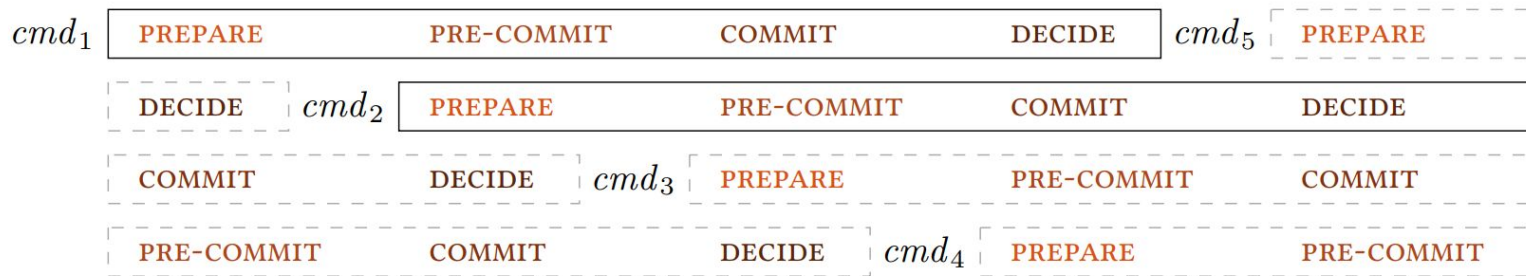 cmd₁ PREPARE PRE-COMMIT COMMIT DECIDE cmd₅ PREPARE
DECIDE cmd₂ PREPARE PRE-COMMIT COMMIT DECIDE
COMMIT DECIDE cmd₃ PREPARE PRE-COMMIT COMMIT
PRE-COMMIT COMMIT DECIDE cmd₄ PREPARE PRE-COMMIT